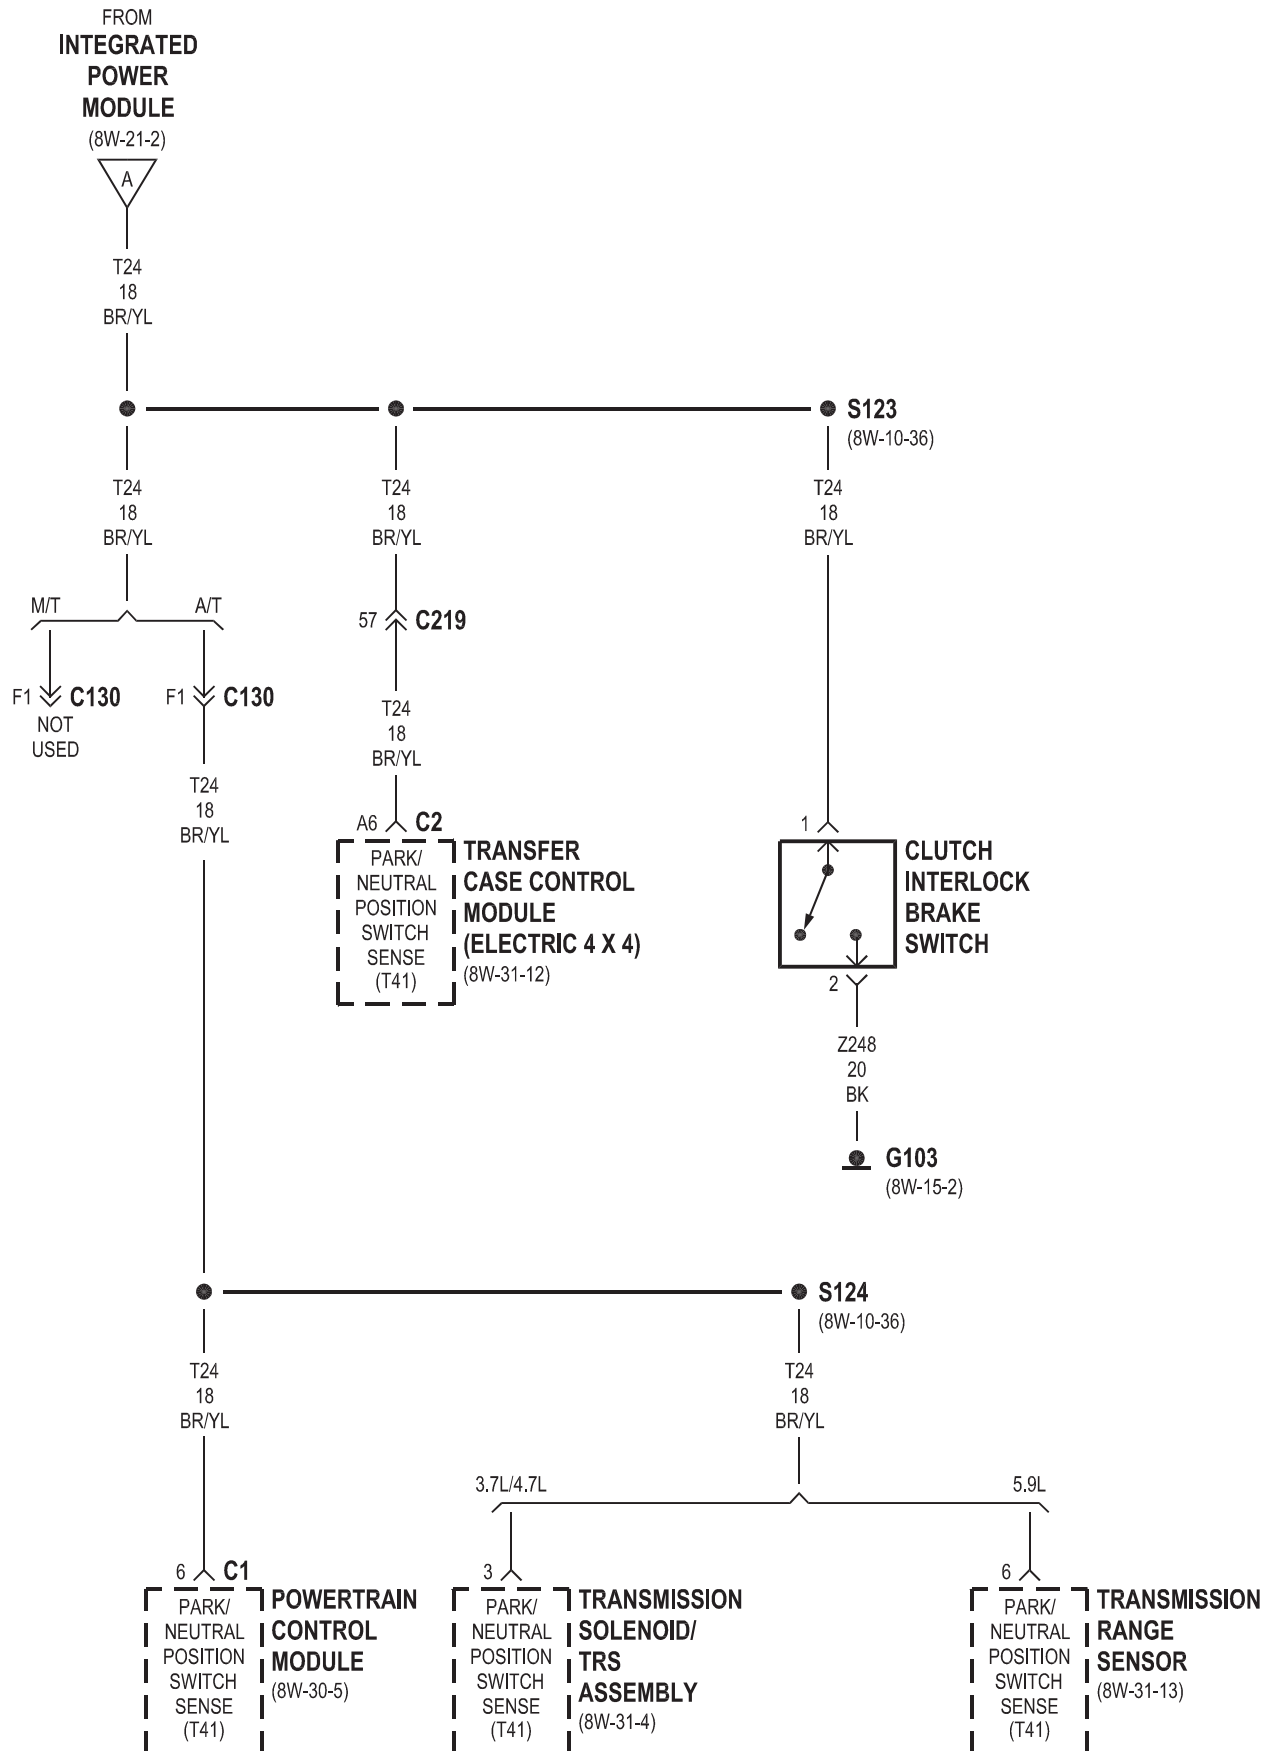 FROM
INTEGRATED
POWER
MODULE
(8W-21-2)
A
T24
18
BR/YL
S123
(8W-10-36)
T24
18
BR/YL
T24
18
BR/YL
T24
18
BR/YL
M/T
A/T
F1
C130
NOT
USED
F1
C130
T24
18
BR/YL
57
C219
T24
18
BR/YL
A6
C2
PARK/
NEUTRAL
POSITION
SWITCH
SENSE
(T41)
TRANSFER
CASE CONTROL
MODULE
(ELECTRIC 4 X 4)
(8W-31-12)
1
CLUTCH
INTERLOCK
BRAKE
SWITCH
2
Z248
20
BK
G103
(8W-15-2)
S124
(8W-10-36)
T24
18
BR/YL
T24
18
BR/YL
3.7L/4.7L
5.9L
6
C1
PARK/
NEUTRAL
POSITION
SWITCH
SENSE
(T41)
POWERTRAIN
CONTROL
MODULE
(8W-30-5)
3
PARK/
NEUTRAL
POSITION
SWITCH
SENSE
(T41)
TRANSMISSION
SOLENOID/
TRS
ASSEMBLY
(8W-31-4)
6
PARK/
NEUTRAL
POSITION
SWITCH
SENSE
(T41)
TRANSMISSION
RANGE
SENSOR
(8W-31-13)